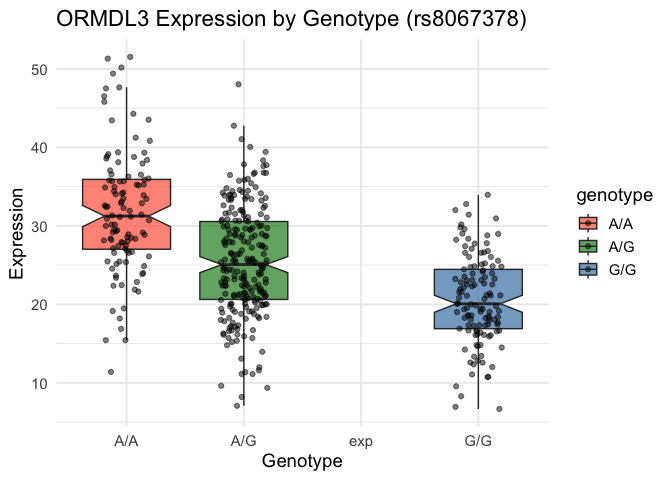 ORMDL3 Expression by Genotype (rs8067378)
50
40
30
20
10
Expression
A/A
A/G
exp
G/G
Genotype
genotype
A/A
A/G
G/G